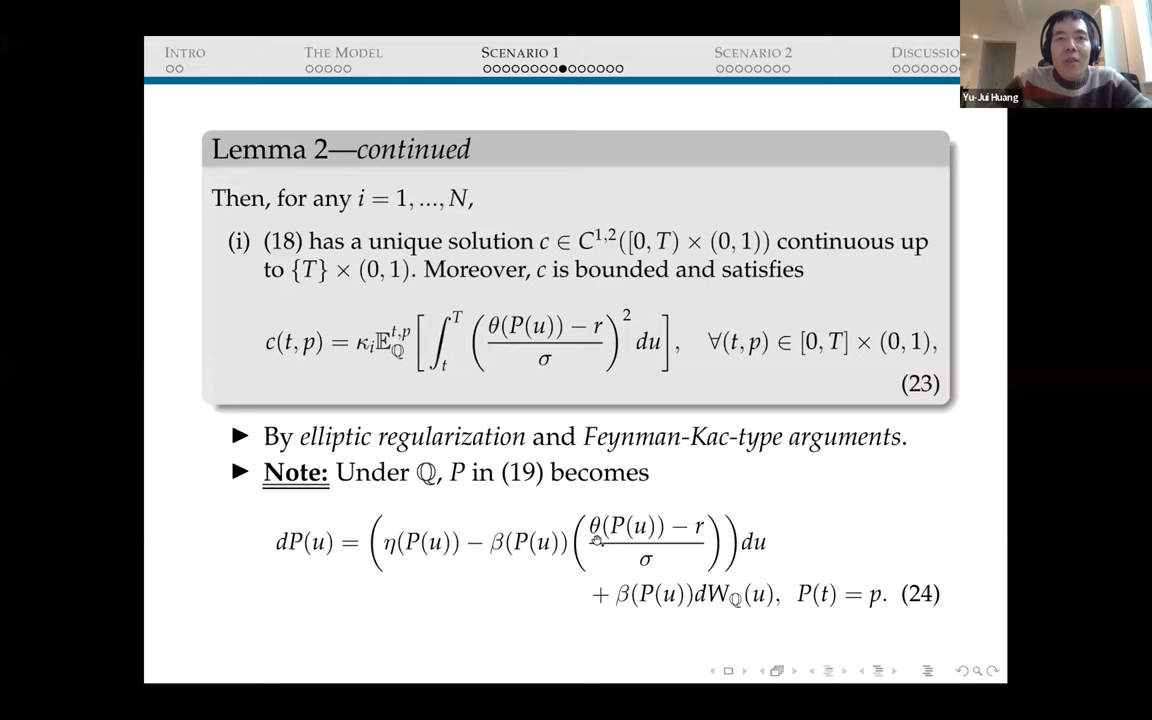 INTRO THE MODEL SCENARIO 1 SCENARIO 2 DISCUSSIO
Yu-Jui Huang
Lemma 2—continued
Then, for any i = 1, ..., N,
(i) (18) has a unique solution c ∈ C^{1,2}([0, T) × (0, 1)) continuous up
to {T} × (0, 1). Moreover, c is bounded and satisfies
c(t, p) = κ_i 𝔼_ℚ^{t,p} [ ∫_t^T ( (θ(P(u)) − r) / σ )^2 du ], ∀(t, p) ∈ [0, T] × (0, 1),
(23)
► By elliptic regularization and Feynman-Kac-type arguments.
► Note: Under ℚ, P in (19) becomes
dP(u) = ( η(P(u)) − β(P(u)) ( (θ(P(u)) − r) / σ ) ) du
+ β(P(u))dW_ℚ(u), P(t) = p. (24)